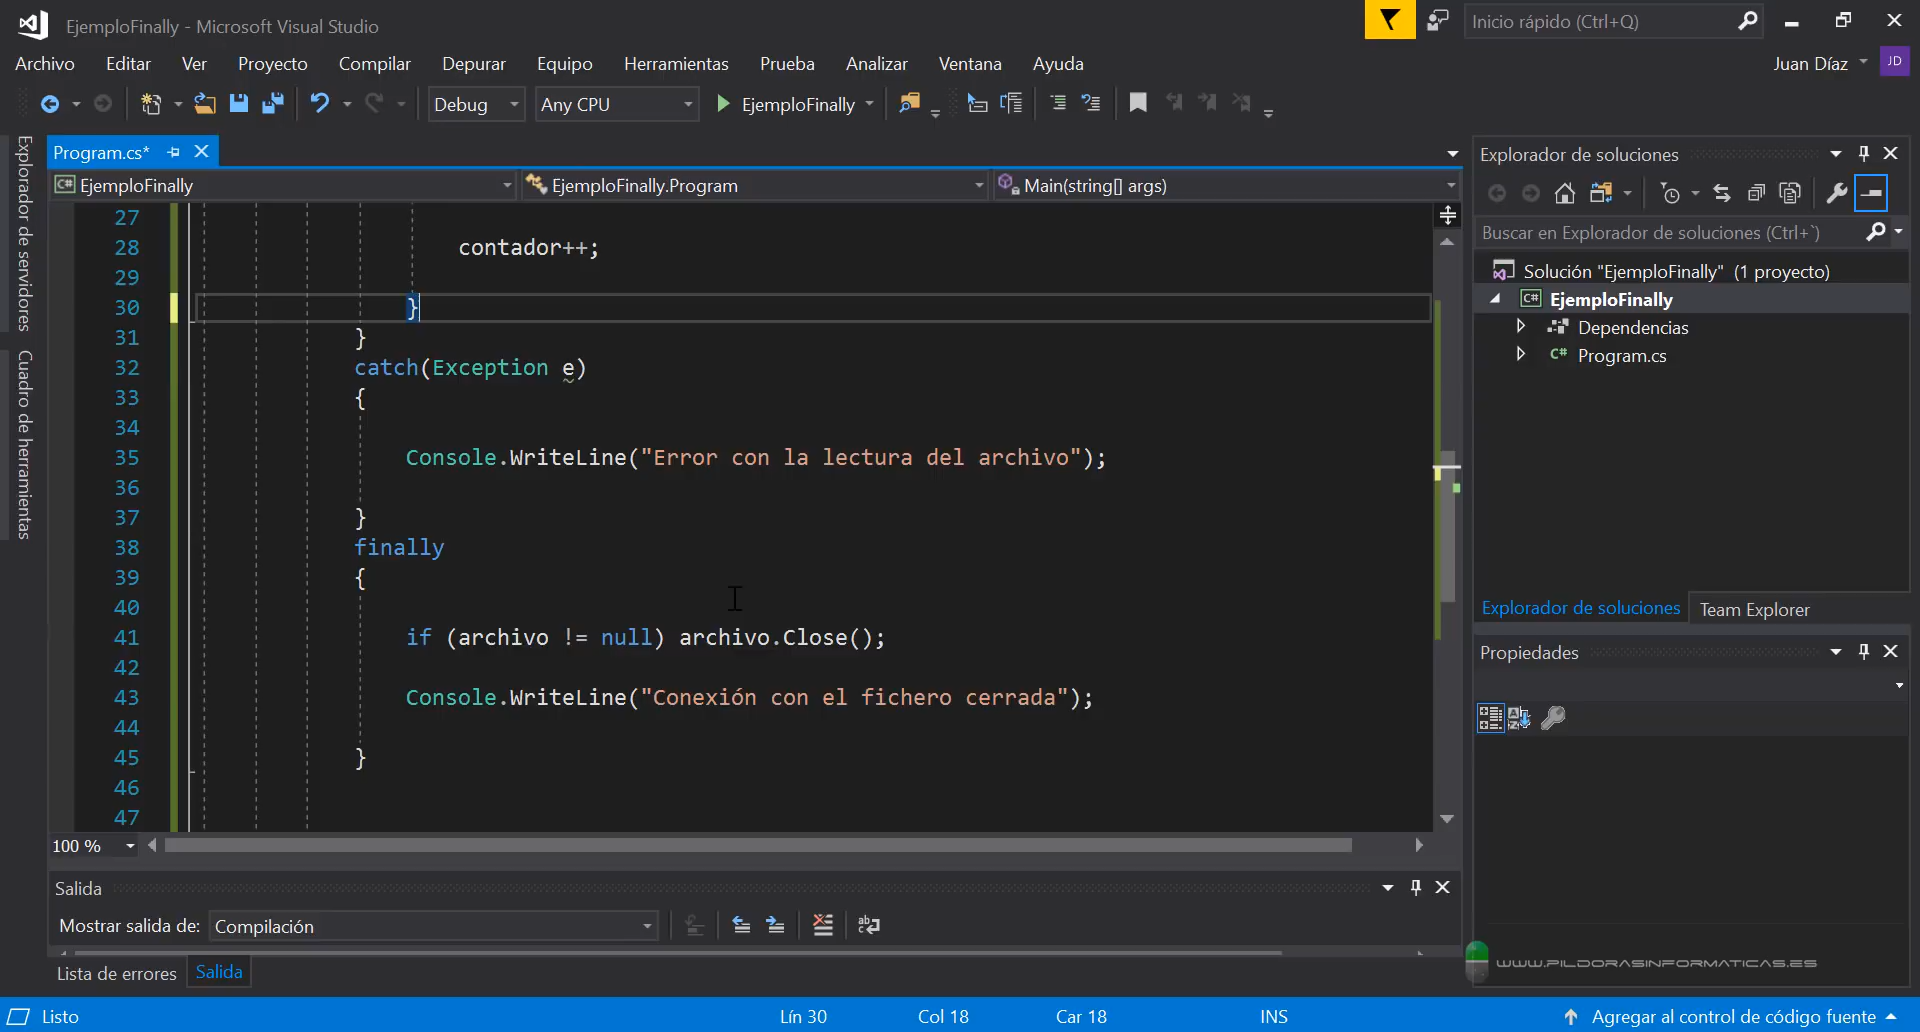 EjemploFinally - Microsoft Visual Studio
Inicio rápido (Ctrl+Q)
Archivo Editar Ver Proyecto Compilar Depurar Equipo Herramientas Prueba Analizar Ventana Ayuda
Juan Díaz JD
Debug Any CPU EjemploFinally
Explorador de servidores
Cuadro de herramientas
Program.cs*
C# EjemploFinally EjemploFinally.Program Main(string[] args)
27
28 contador++;
29
30 }
31 }
32 catch(Exception e)
33 {
34
35 Console.WriteLine("Error con la lectura del archivo");
36
37 }
38 finally
39 {
40
41 if (archivo != null) archivo.Close();
42
43 Console.WriteLine("Conexión con el fichero cerrada");
44
45 }
46
47
100 %
Salida
Mostrar salida de: Compilación
Lista de errores Salida
Explorador de soluciones
Buscar en Explorador de soluciones (Ctrl+`)
Solución "EjemploFinally" (1 proyecto)
C# EjemploFinally
Dependencias
C# Program.cs
Explorador de soluciones Team Explorer
Propiedades
WWW.PILDORASINFORMATICAS.ES
Listo Lín 30 Col 18 Car 18 INS Agregar al control de código fuente